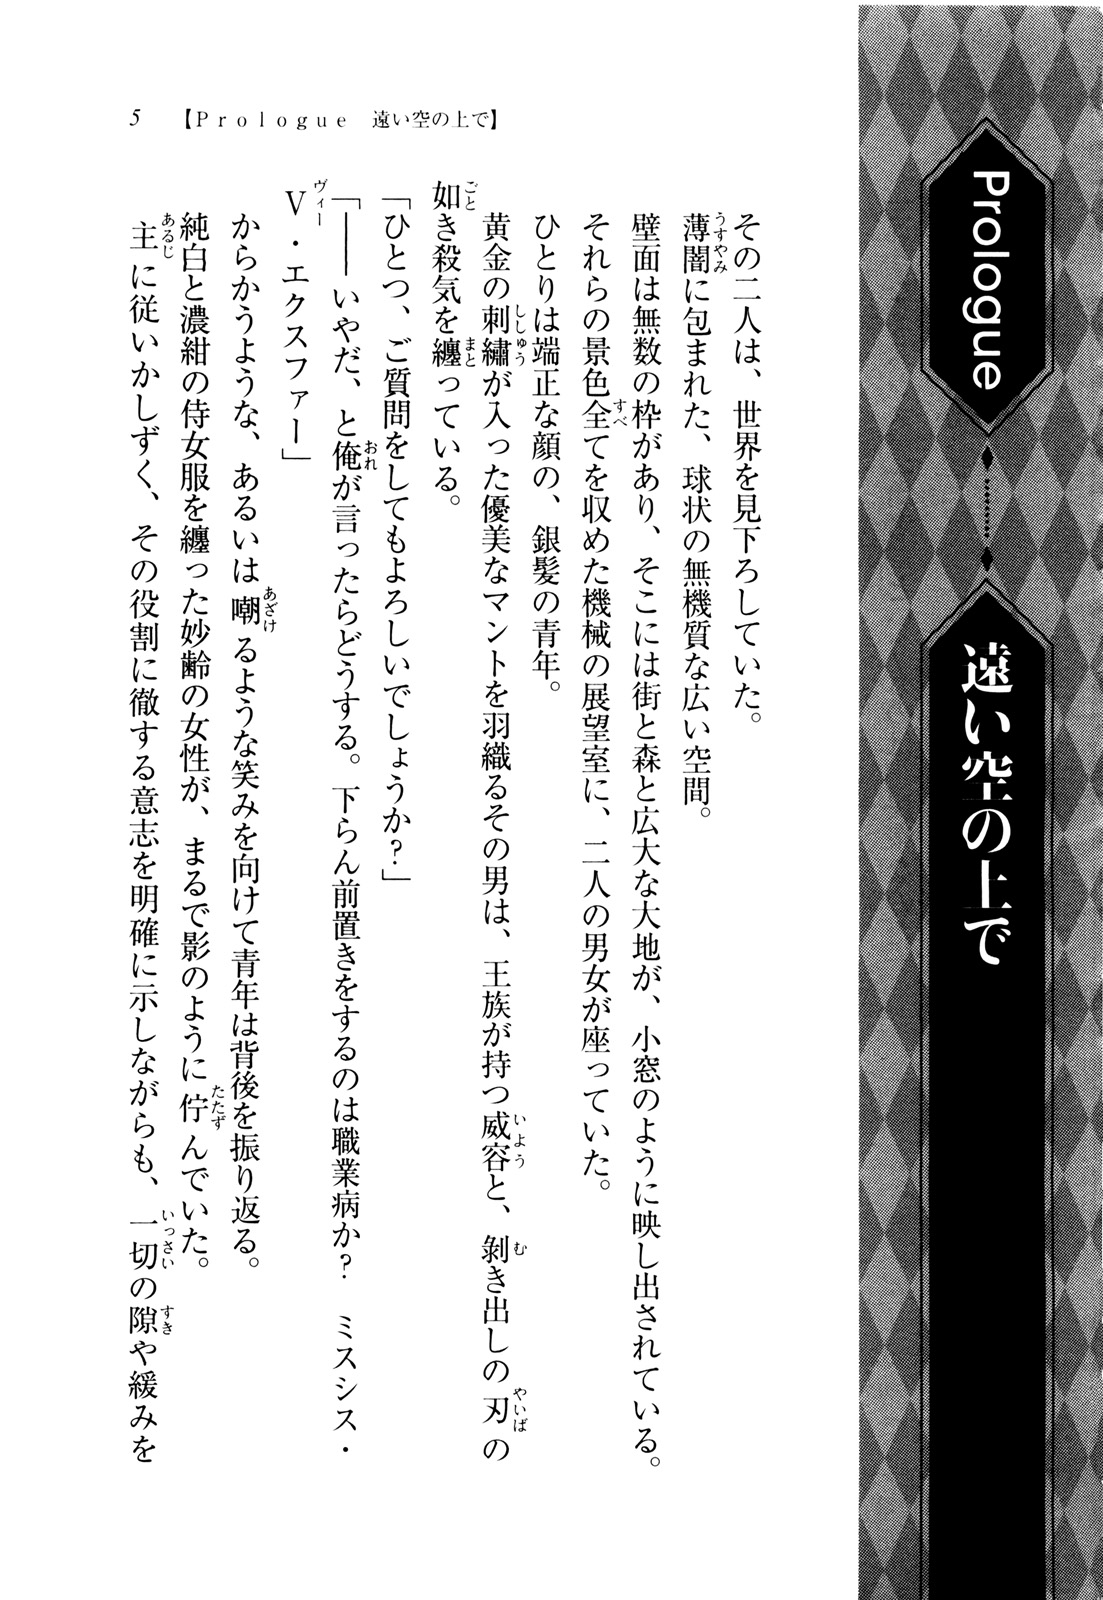 Prologue
遠い空の上で
その二人は、世界を見下ろしていた。
薄闇に包まれた、球状の無機質な広い空間。
壁面は無数の枠があり、そこには街と森と広大な大地が、小窓のように映し出されている。
それらの景色全てを収めた機械の展望室に、二人の男女が座っていた。
ひとりは端正な顔の、銀髪の青年。
黄金の刺繍が入った優美なマントを羽織るその男は、王族が持つ威容と、剝き出しの刃の
如き殺気を纏っている。
「ひとつ、ご質問をしてもよろしいでしょうか?」
「――いやだ、と俺が言ったらどうする。下らん前置きをするのは職業病か? ミスシス・
V・エクスファー」
からかうような、あるいは嘲るような笑みを向けて青年は背後を振り返る。
純白と濃紺の侍女服を纏った妙齢の女性が、まるで影のように佇んでいた。
主に従いかしずく、その役割に徹する意志を明確に示しながらも、一切の隙や緩みを
5 【Prologue 遠い空の上で】